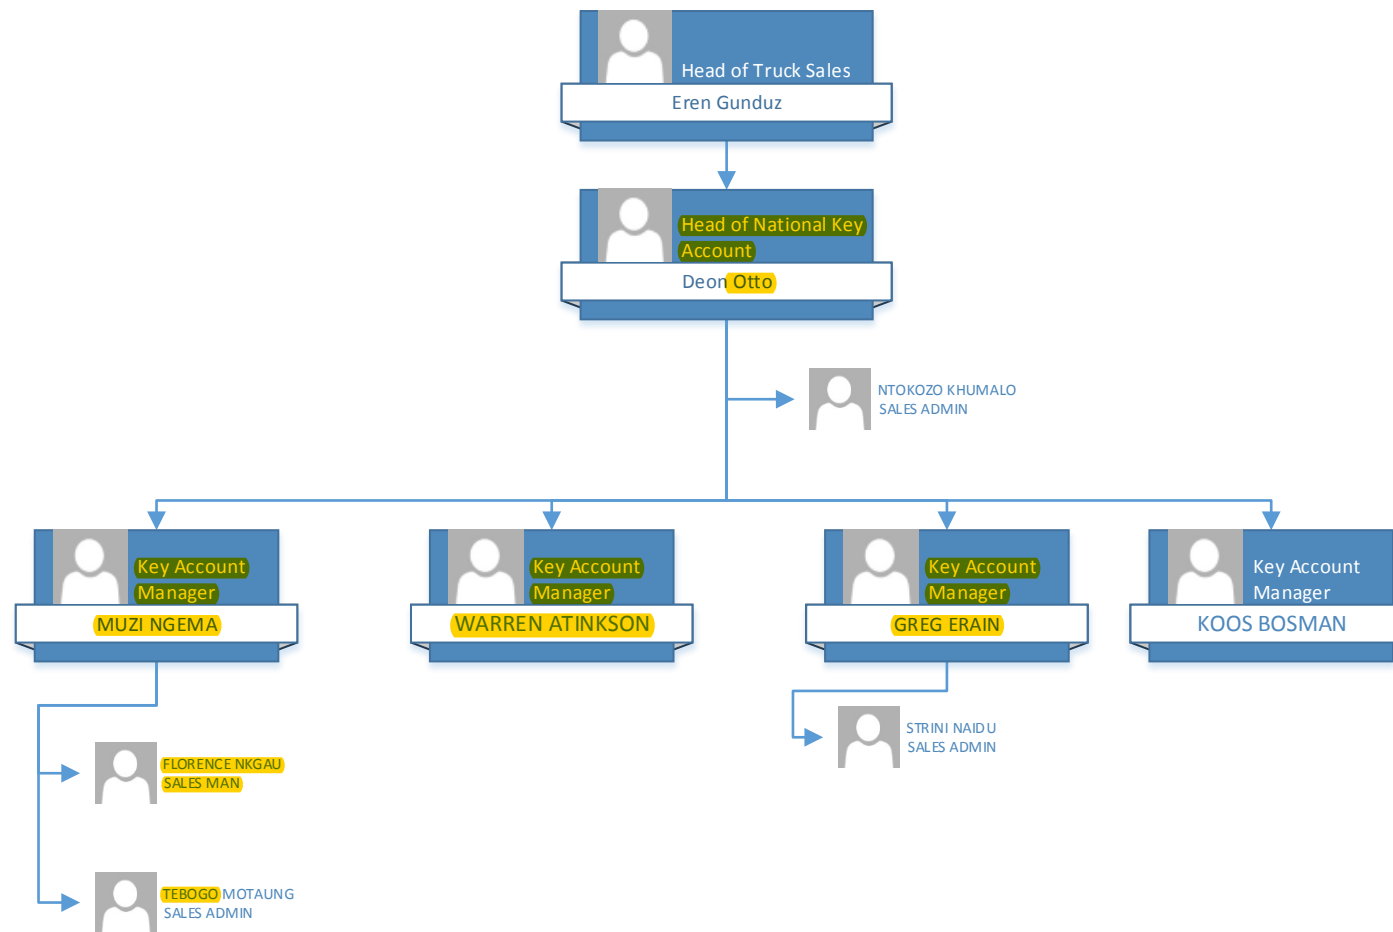 Head of Truck Sales
Eren Gunduz
Head of National Key
Account
Deon Otto
NTOKOZO KHUMALO
SALES ADMIN
Key Account
Manager
MUZI NGEMA
Key Account
Manager
WARREN ATINKSON
Key Account
Manager
GREG ERAIN
Key Account
Manager
KOOS BOSMAN
FLORENCE NKGAU
SALES MAN
TEBOGO MOTAUNG
SALES ADMIN
STRINI NAIDU
SALES ADMIN